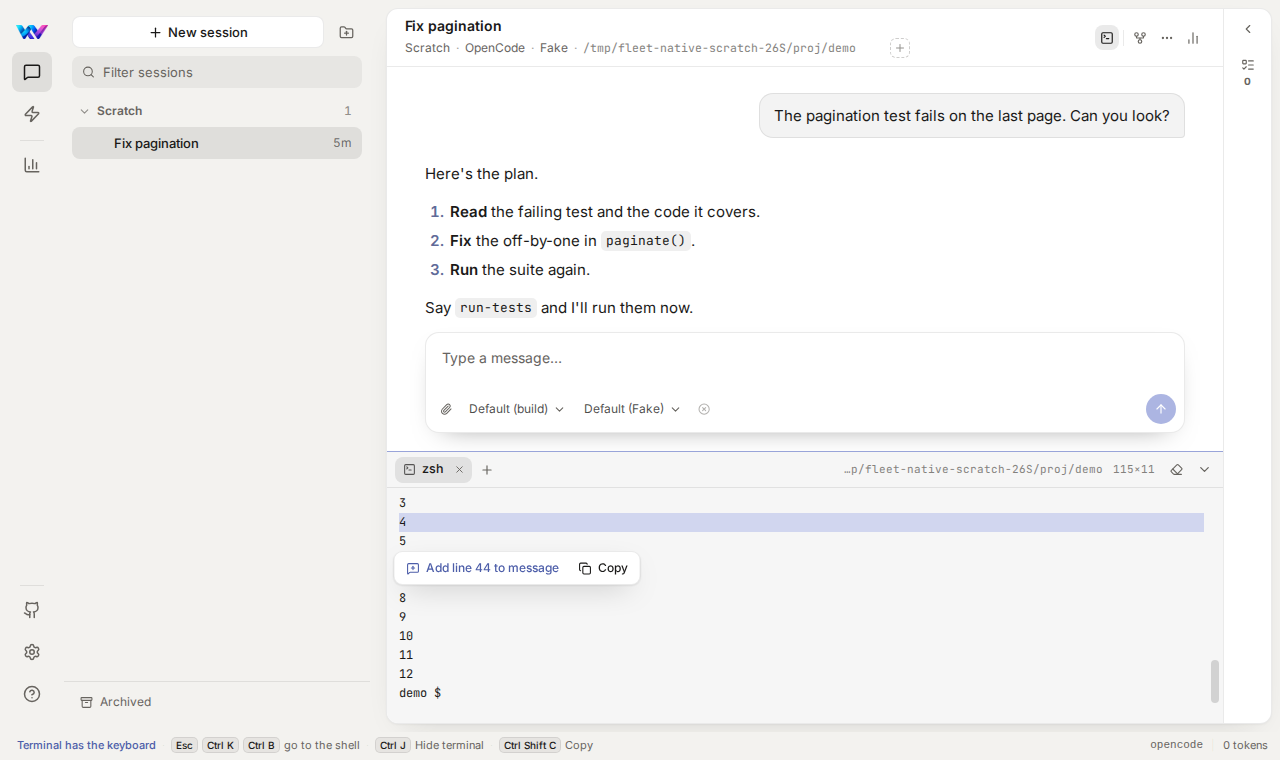 New session
Filter sessions
Scratch 1
Fix pagination 5m
Archived
Fix pagination
Scratch · OpenCode · Fake · /tmp/fleet-native-scratch-26S/proj/demo
0
The pagination test fails on the last page. Can you look?
Here's the plan.
1. Read the failing test and the code it covers.
2. Fix the off-by-one in paginate().
3. Run the suite again.
Say run-tests and I'll run them now.
Type a message...
Default (build) Default (Fake)
zsh …p/fleet-native-scratch-26S/proj/demo 115×11
3
4
5
Add line 44 to message Copy
8
9
10
11
12
demo $
Terminal has the keyboard Esc Ctrl K Ctrl B go to the shell Ctrl J Hide terminal Ctrl Shift C Copy opencode 0 tokens